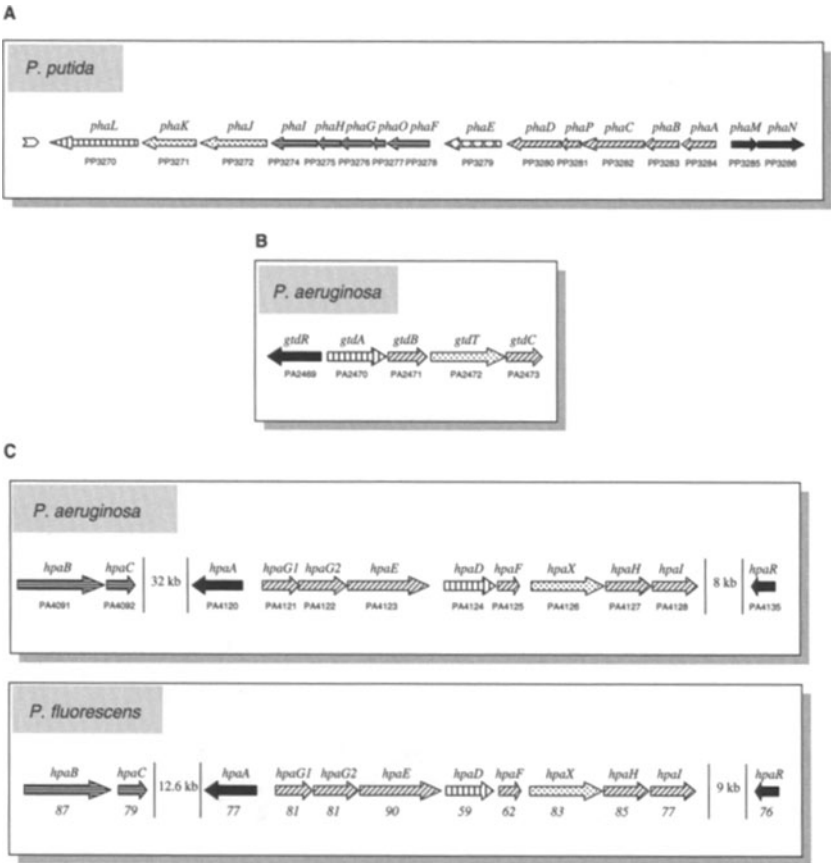 A
P. putida
phaL phaK phaJ phaI phaH phaG phaO phaF phaE phaD phaP phaC phaB phaA phaM phaN
PP3270 PP3271 PP3272 PP3274 PP3275 PP3276 PP3277 PP3278 PP3279 PP3280 PP3281 PP3282 PP3283 PP3284 PP3285 PP3286
B
P. aeruginosa
gtdR gtdA gtdB gtdT gtdC
PA2469 PA2470 PA2471 PA2472 PA2473
C
P. aeruginosa
hpaB hpaC hpaA hpaG1 hpaG2 hpaE hpaD hpaF hpaX hpaH hpaI hpaR
32 kb 8 kb
PA4091 PA4092 PA4120 PA4121 PA4122 PA4123 PA4124 PA4125 PA4126 PA4127 PA4128 PA4135
P. fluorescens
hpaB hpaC hpaA hpaG1 hpaG2 hpaE hpaD hpaF hpaX hpaH hpaI hpaR
12.6 kb 9 kb
87 79 77 81 81 90 59 62 83 85 77 76